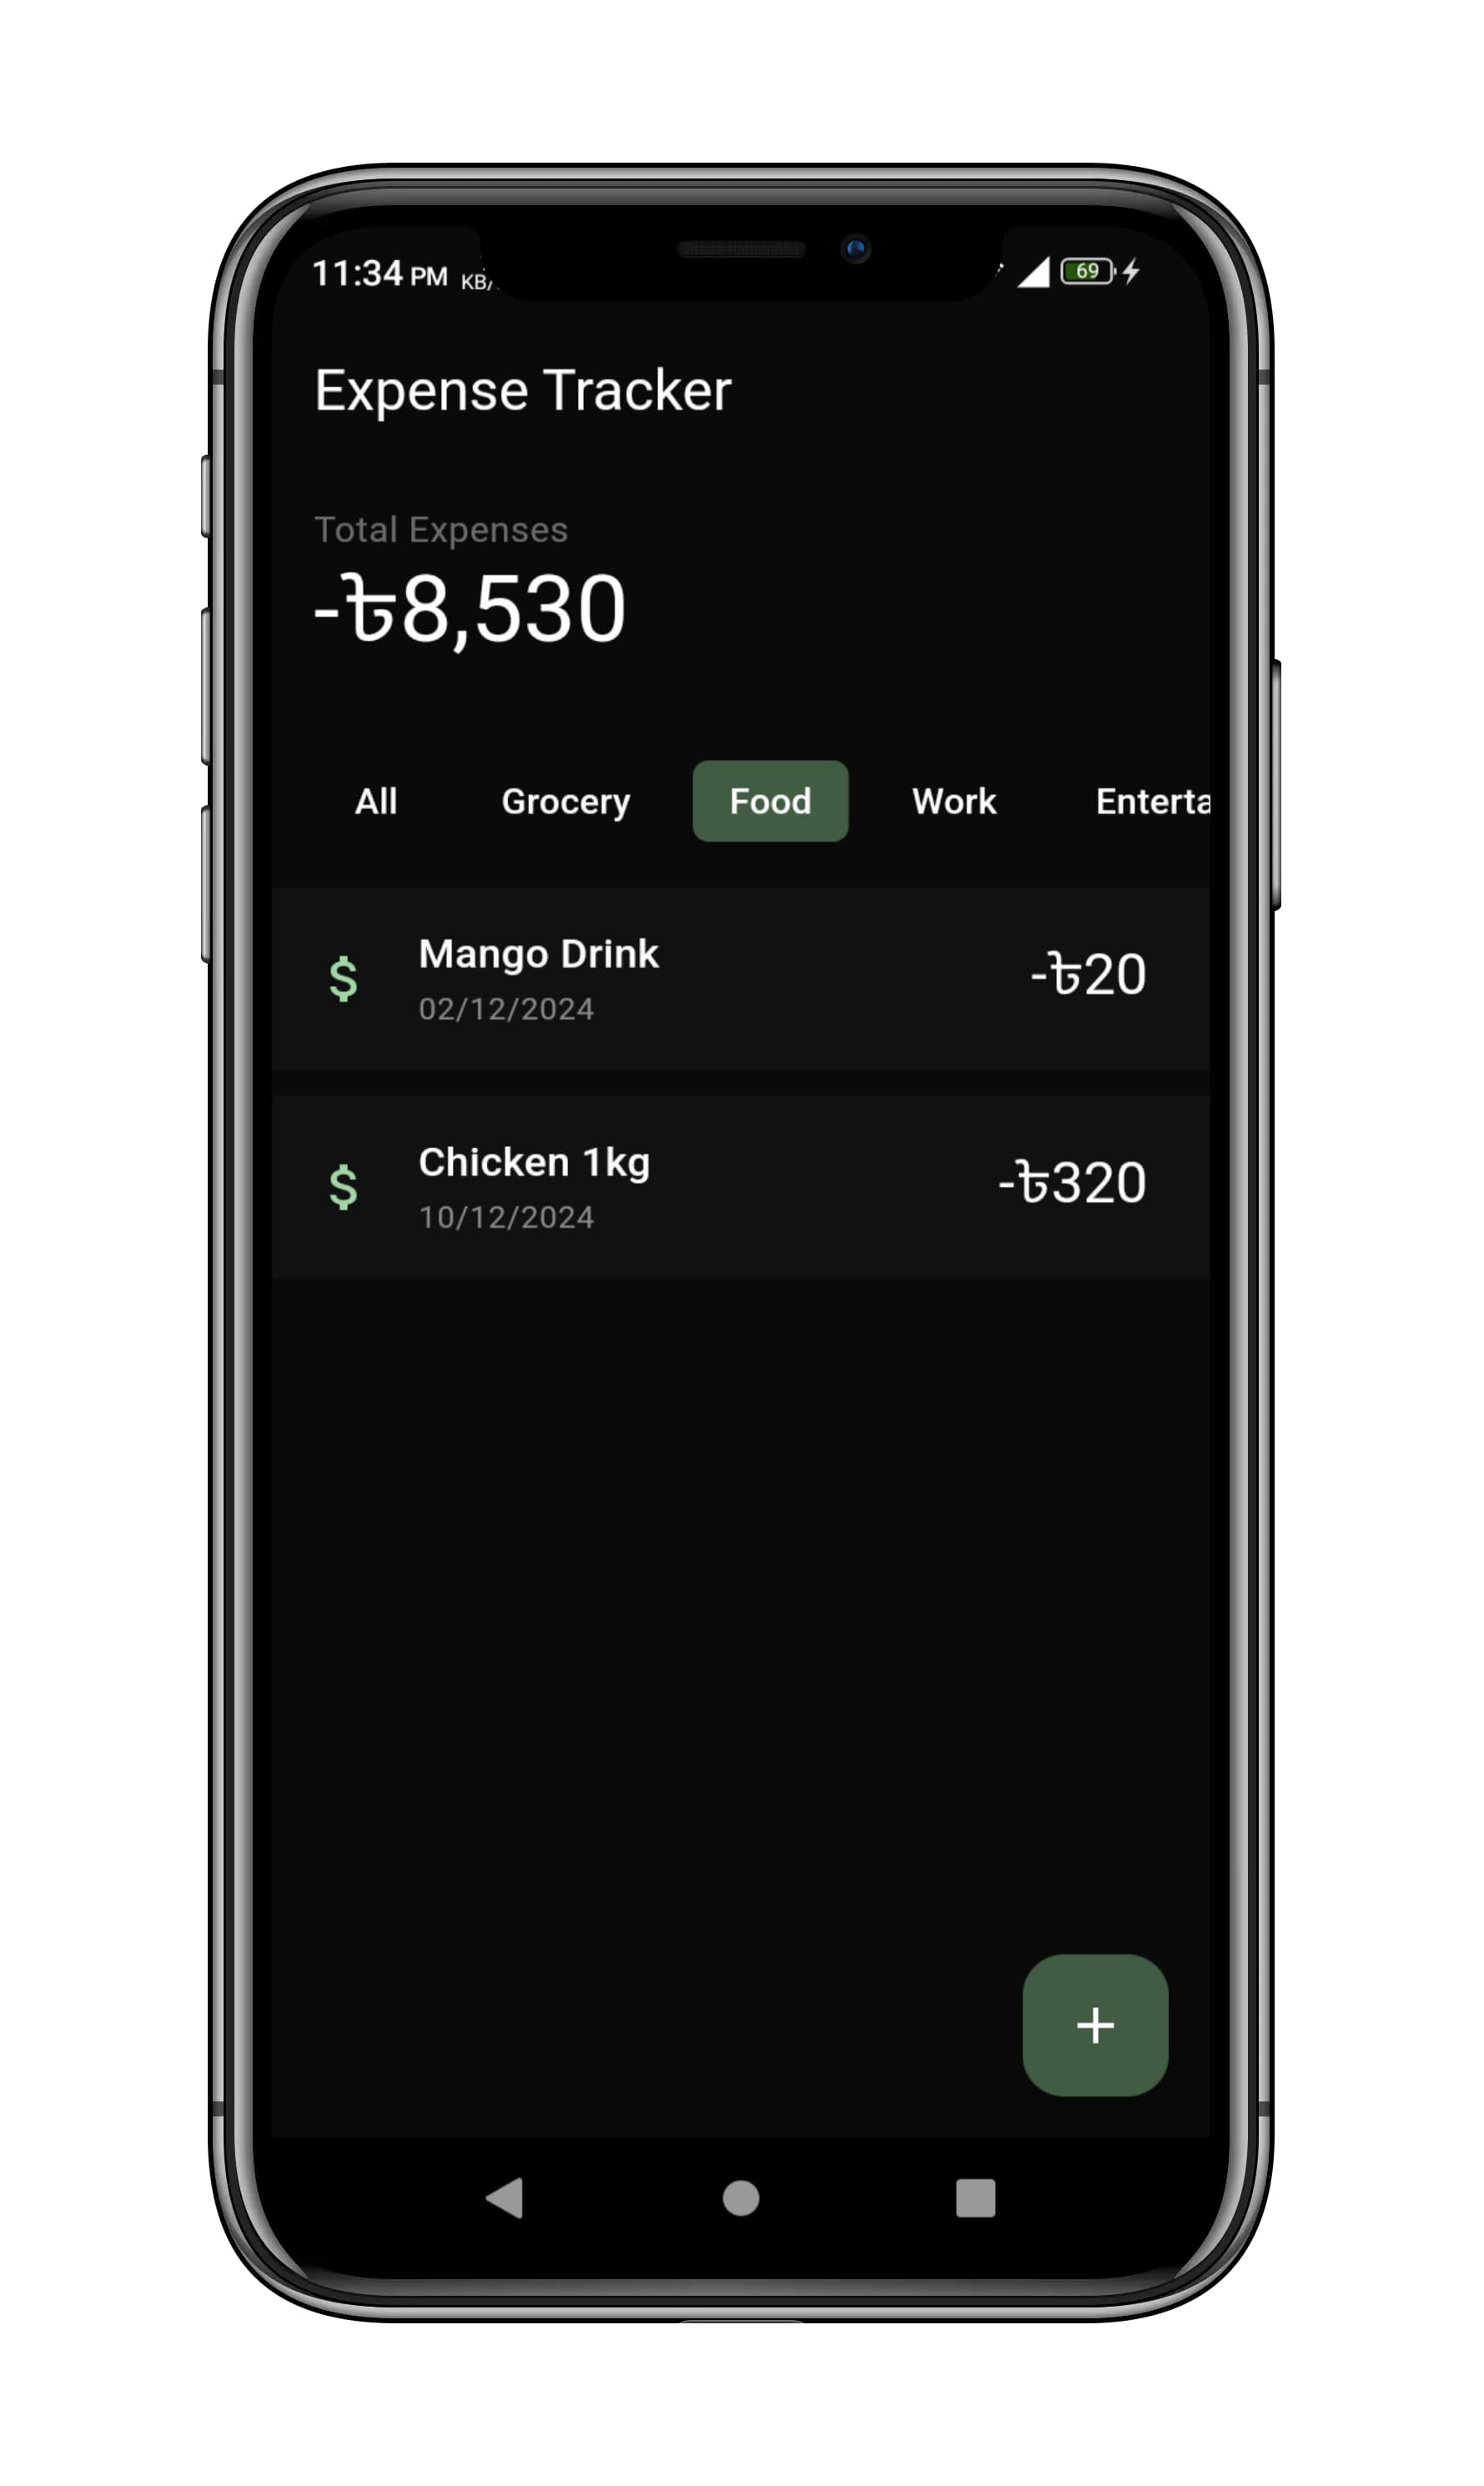 11:34 PM KB/
69
Expense Tracker
Total Expenses
-৳8,530
All Grocery Food Work Enterta
$ Mango Drink -৳20
02/12/2024
$ Chicken 1kg -৳320
10/12/2024
+